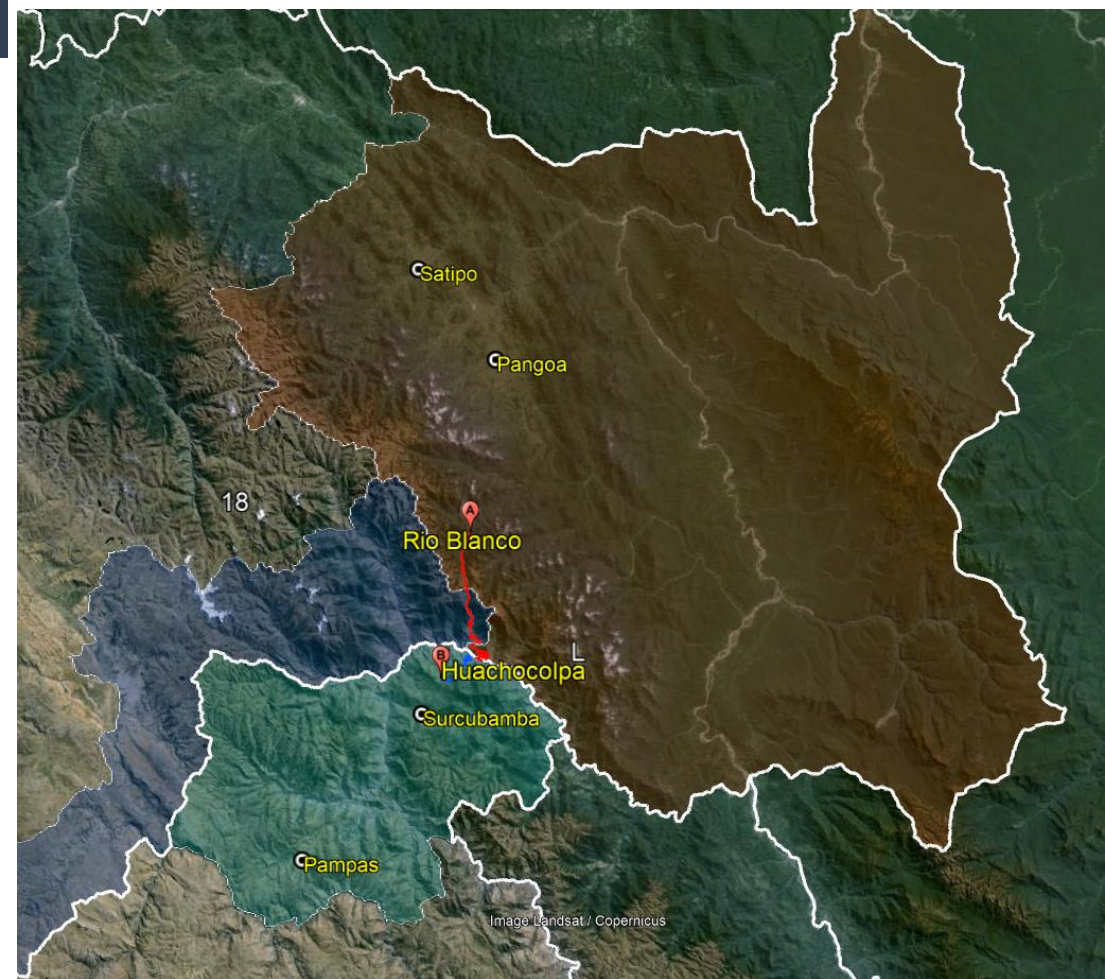 Satipo
Pangoa
18
A
Rio Blanco
B
L
Huachocolpa
Surcubamba
Pampas
Image Landsat / Copernicus